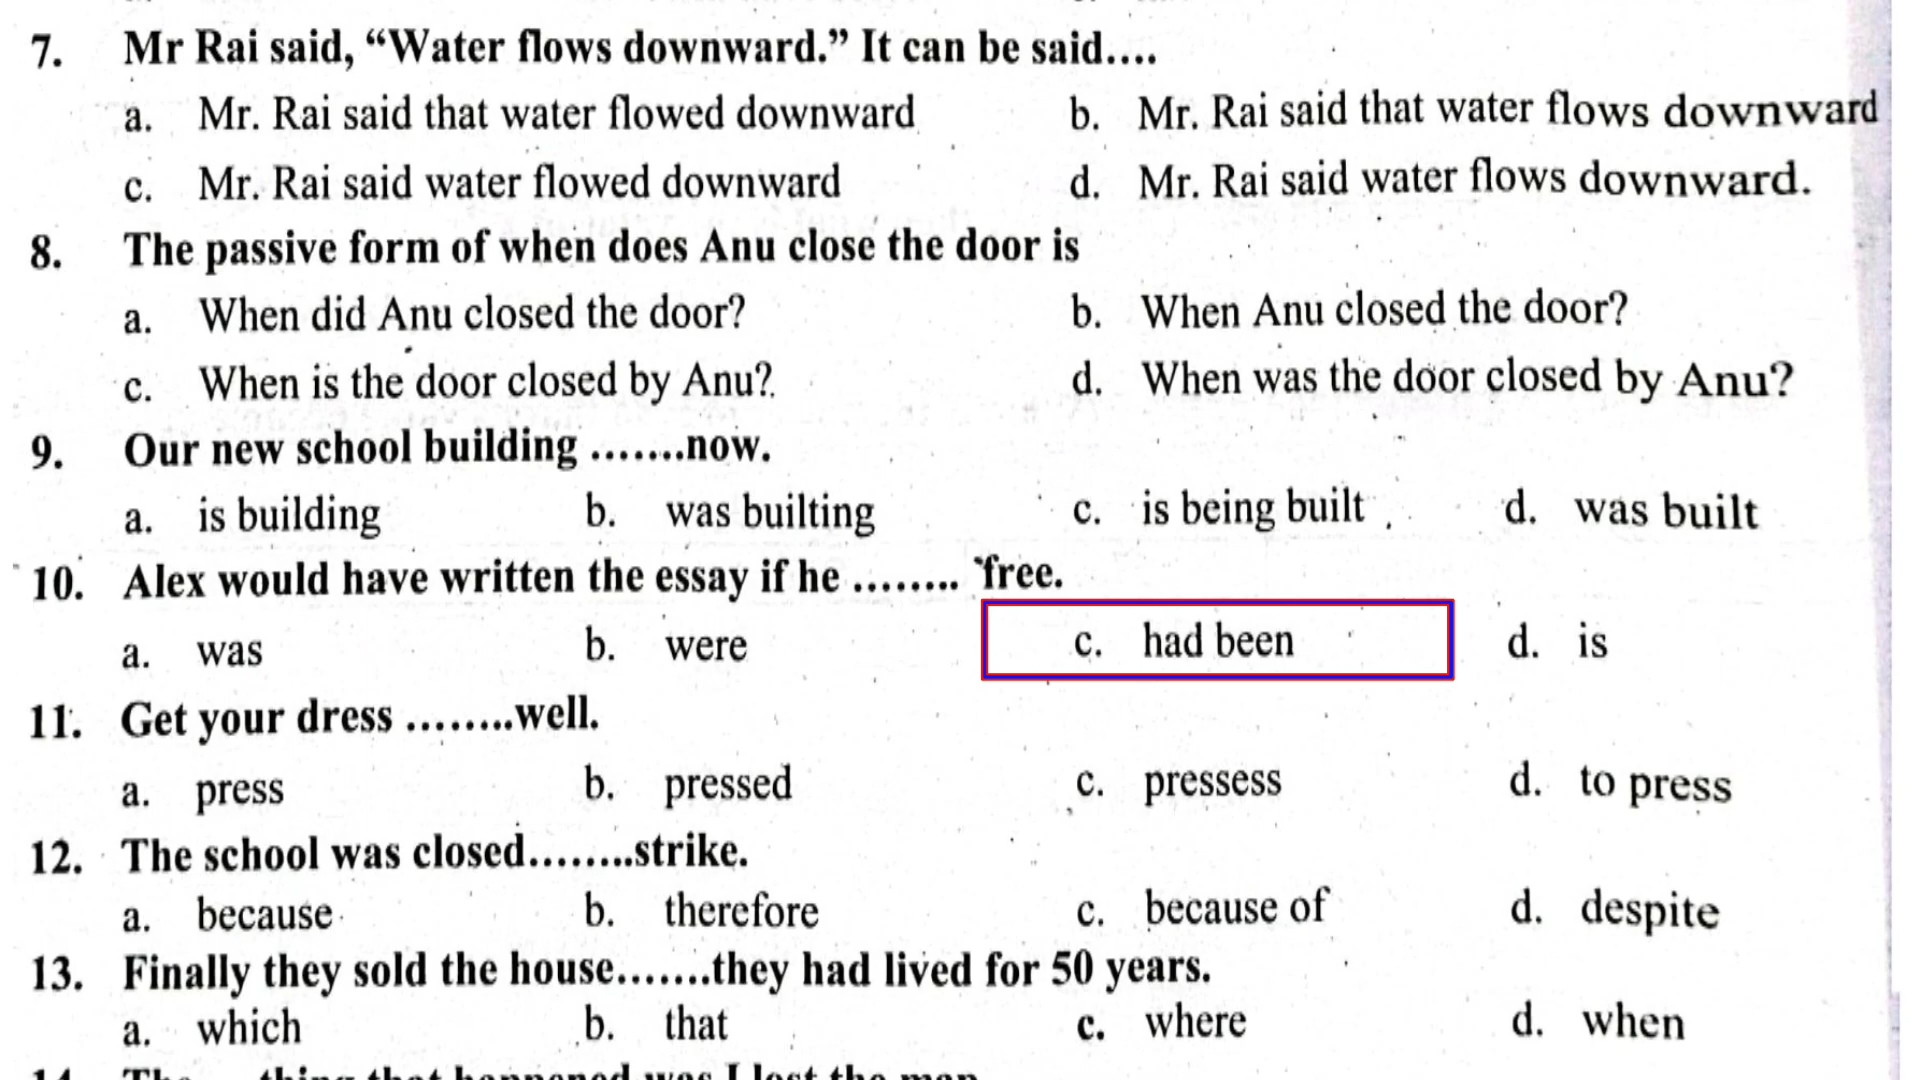 7. Mr Rai said, “Water flows downward.” It can be said....
a. Mr. Rai said that water flowed downward b. Mr. Rai said that water flows downward
c. Mr. Rai said water flowed downward d. Mr. Rai said water flows downward.
8. The passive form of when does Anu close the door is
a. When did Anu closed the door? b. When Anu closed the door?
c. When is the door closed by Anu? d. When was the door closed by Anu?
9. Our new school building .......now.
a. is building b. was builting c. is being built d. was built
10. Alex would have written the essay if he ........ free.
a. was b. were c. had been d. is
11. Get your dress ........well.
a. press b. pressed c. pressess d. to press
12. The school was closed........strike.
a. because b. therefore c. because of d. despite
13. Finally they sold the house.......they had lived for 50 years.
a. which b. that c. where d. when